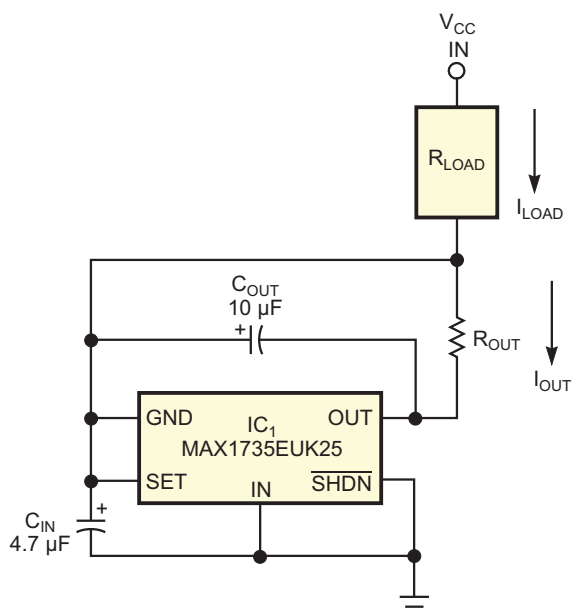 V_CC
IN
R_LOAD
I_LOAD
C_OUT
10 µF
+
R_OUT
I_OUT
GND
IC_1
OUT
MAX1735EUK25
SET
IN
SHDN
+
C_IN
4.7 µF